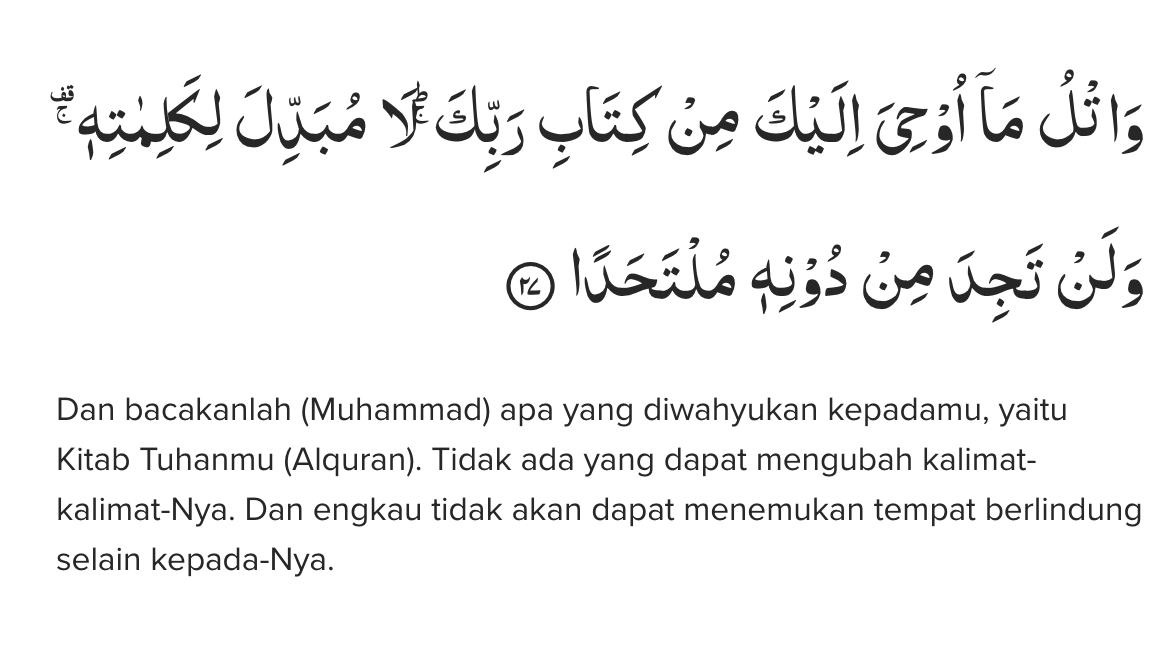 وَاتْلُ مَآ اُوْحِيَ اِلَيْكَ مِنْ كِتَابِ رَبِّكَۗ لَا مُبَدِّلَ لِكَلِمٰتِهٖۗ
وَلَنْ تَجِدَ مِنْ دُوْنِهٖ مُلْتَحَدًا ٢٧
Dan bacakanlah (Muhammad) apa yang diwahyukan kepadamu, yaitu
Kitab Tuhanmu (Alquran). Tidak ada yang dapat mengubah kalimat-
kalimat-Nya. Dan engkau tidak akan dapat menemukan tempat berlindung
selain kepada-Nya.